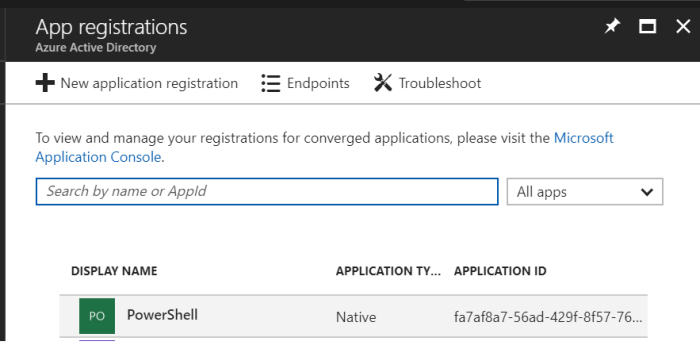 App registrations
Azure Active Directory
New application registration Endpoints Troubleshoot
To view and manage your registrations for converged applications, please visit the Microsoft
Application Console.
Search by name or AppId All apps
DISPLAY NAME APPLICATION TY... APPLICATION ID
PO PowerShell Native fa7af8a7-56ad-429f-8f57-76...